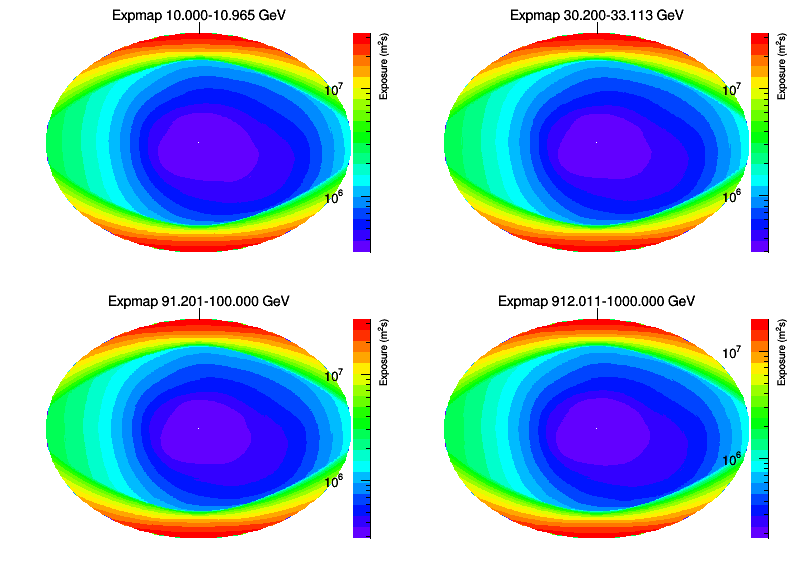 Expmap 10.000-10.965 GeV
Exposure (m²s)
10⁷
10⁶
Expmap 30.200-33.113 GeV
Exposure (m²s)
10⁷
10⁶
Expmap 91.201-100.000 GeV
Exposure (m²s)
10⁷
10⁶
Expmap 912.011-1000.000 GeV
Exposure (m²s)
10⁷
10⁶